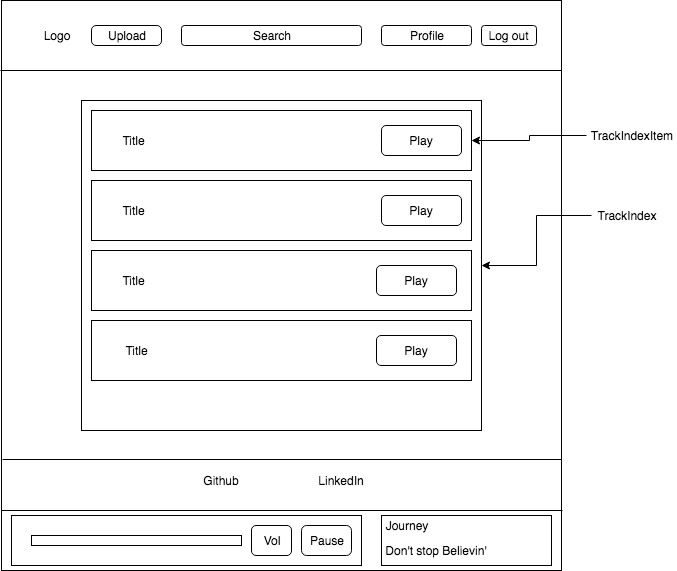 Logo
Upload
Search
Profile
Log out
Title
Play
TrackIndexItem
Title
Play
TrackIndex
Title
Play
Title
Play
Github
LinkedIn
Vol
Pause
Journey
Don't stop Believin'